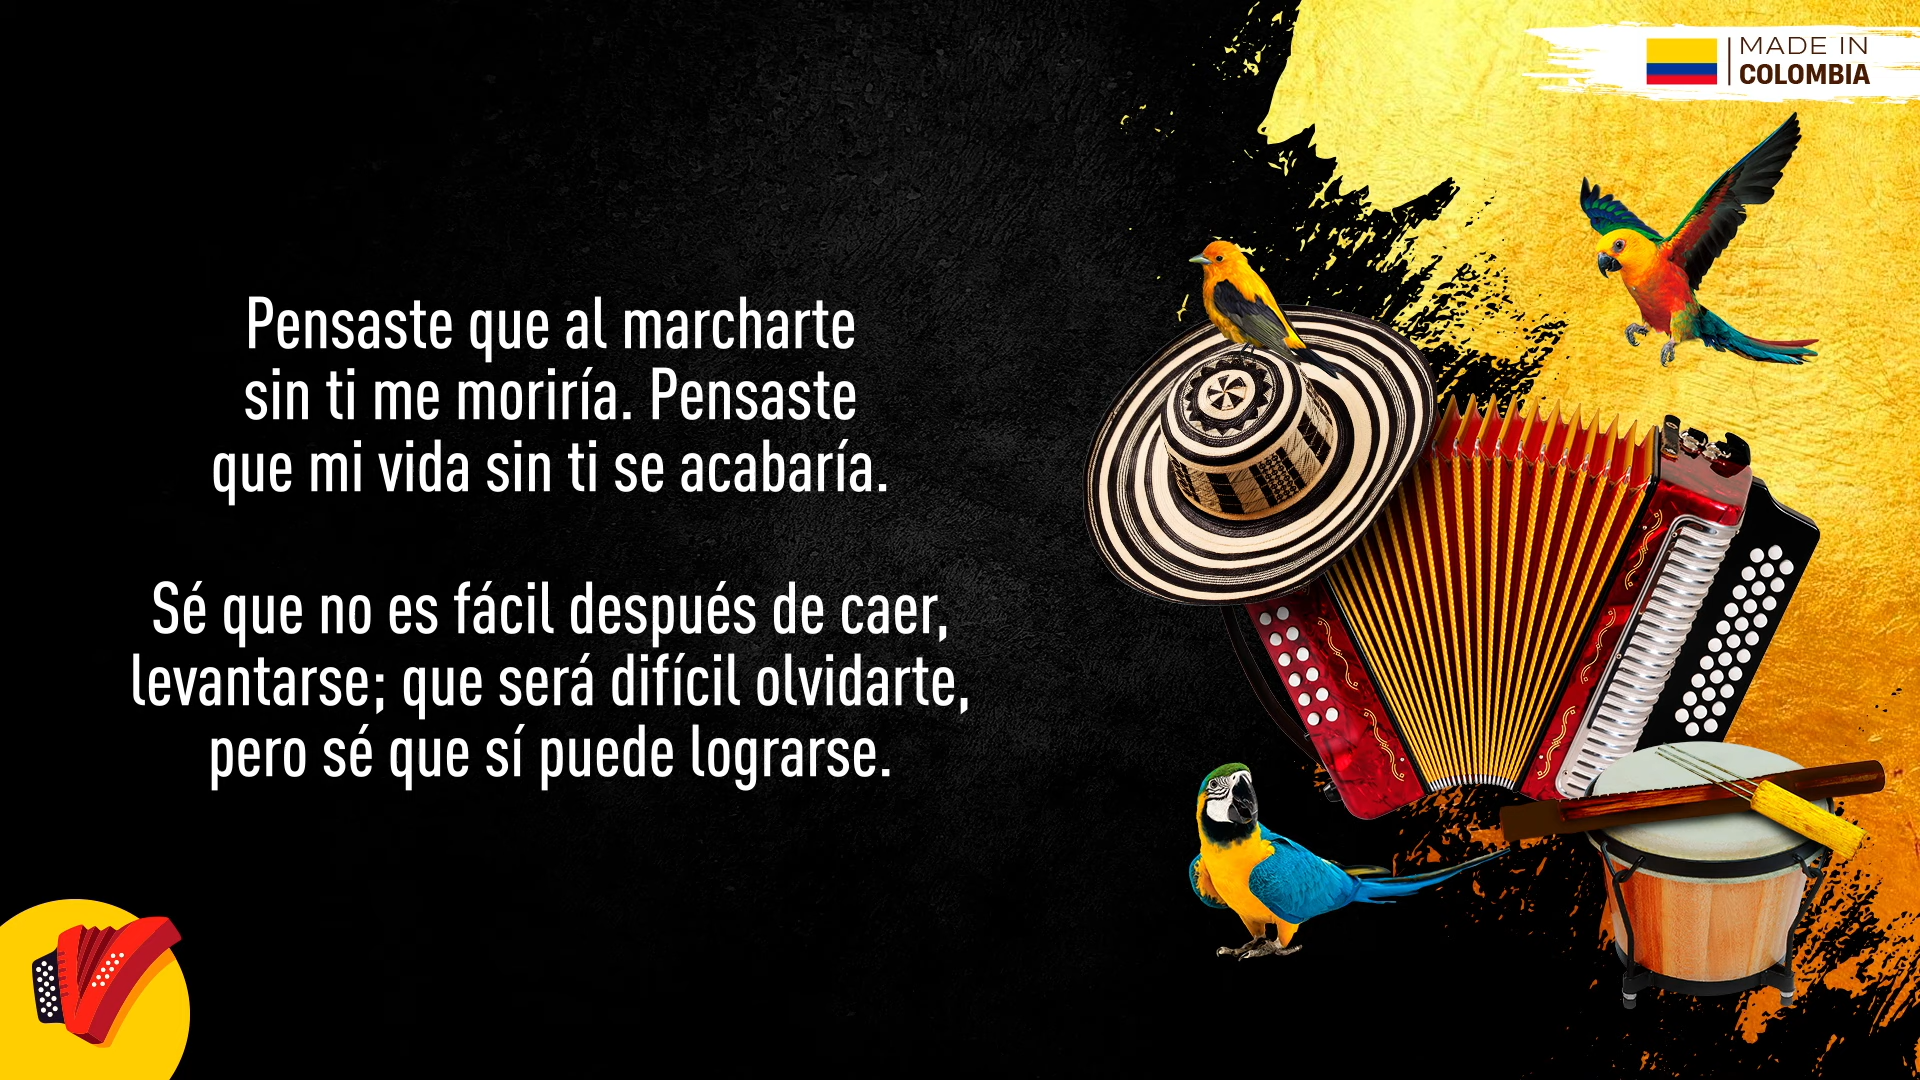 MADE IN
COLOMBIA
Pensaste que al marcharte
sin ti me moriría. Pensaste
que mi vida sin ti se acabaría.
Sé que no es fácil después de caer,
levantarse; que será difícil olvidarte,
pero sé que sí puede lograrse.